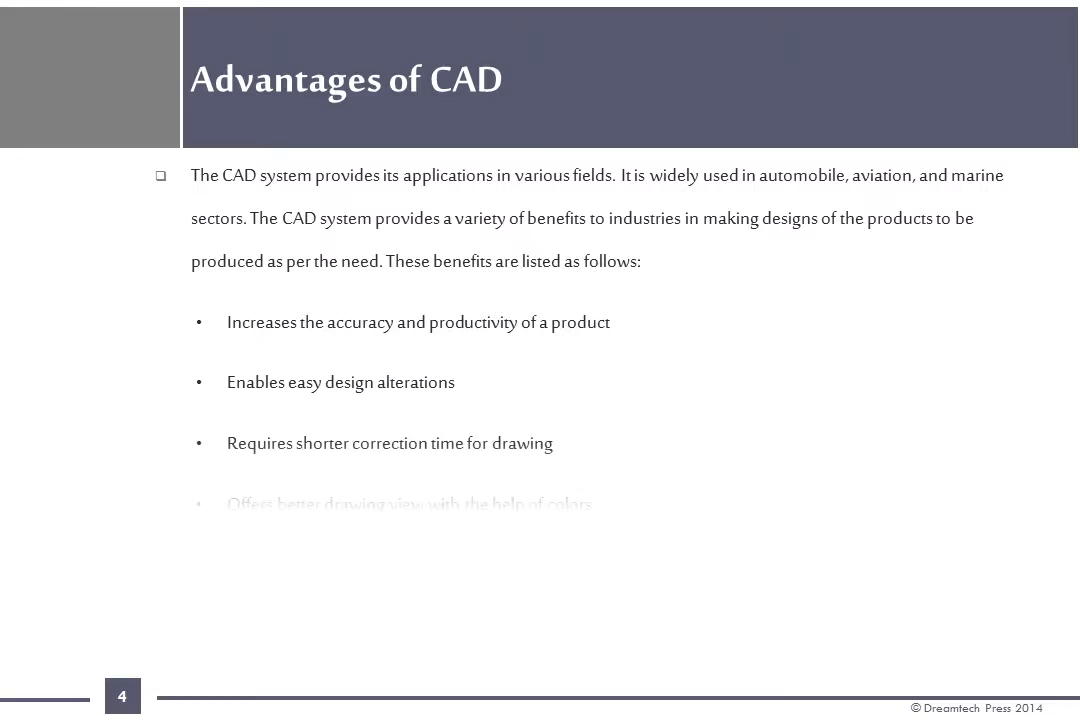 Advantages of CAD
❑ The CAD system provides its applications in various fields. It is widely used in automobile, aviation, and marine
sectors. The CAD system provides a variety of benefits to industries in making designs of the products to be
produced as per the need. These benefits are listed as follows:
• Increases the accuracy and productivity of a product
• Enables easy design alterations
• Requires shorter correction time for drawing
• Offers better drawing view with the help of colors
4
© Dreamtech Press 2014